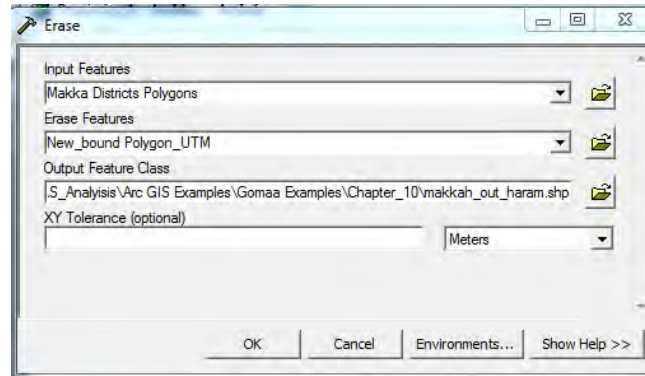 Erase
Input Features
Makka Districts Polygons
Erase Features
New_bound Polygon_UTM
Output Feature Class
.S_Analyisis\Arc GIS Examples\Gomaa Examples\Chapter_10\makkah_out_haram.shp
XY Tolerance (optional)
Meters
OK Cancel Environments... Show Help >>